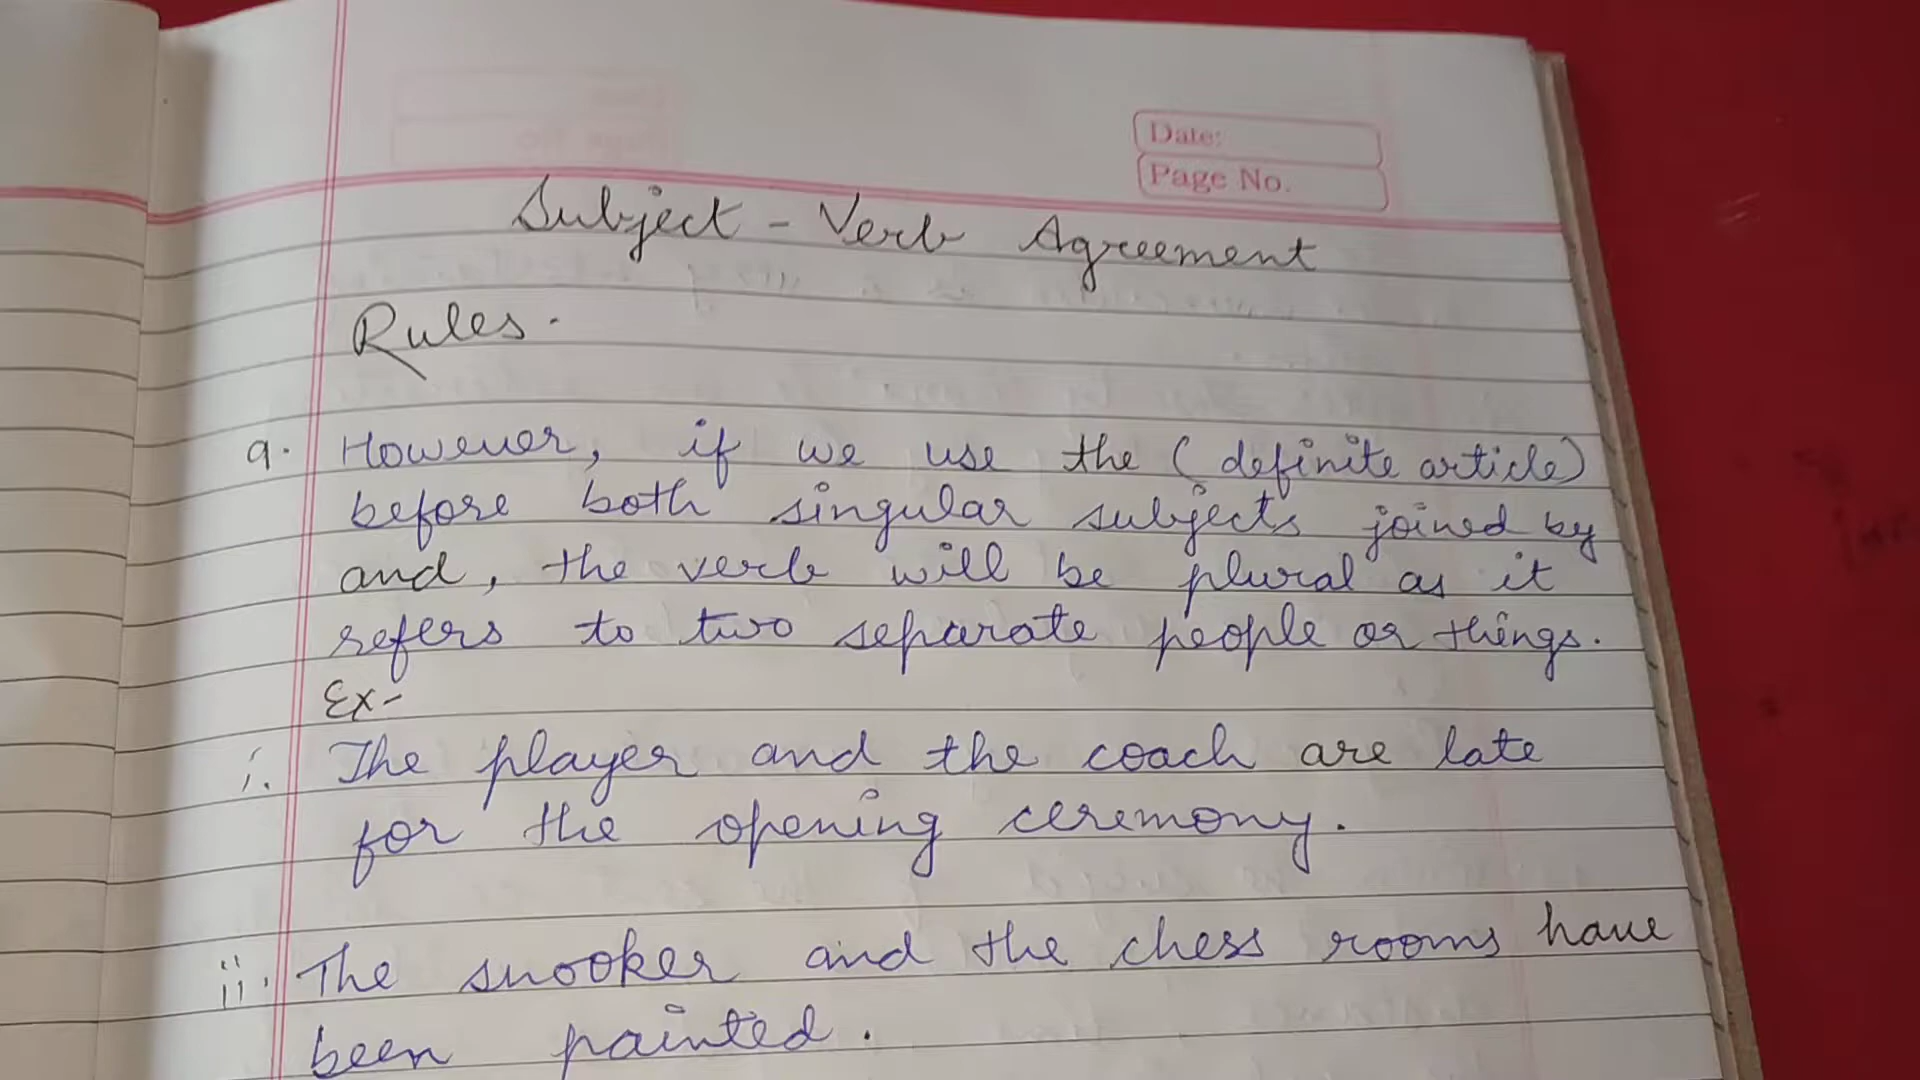 Date:
Page No.
Subject - Verb Agreement
Rules.
9. However, if we use the (definite article)
before both singular subjects joined by
and, the verb will be plural as it
refers to two separate people or things.
Ex-
i. The player and the coach are late
for the opening ceremony.
ii. The snooker and the chess rooms have
been painted.